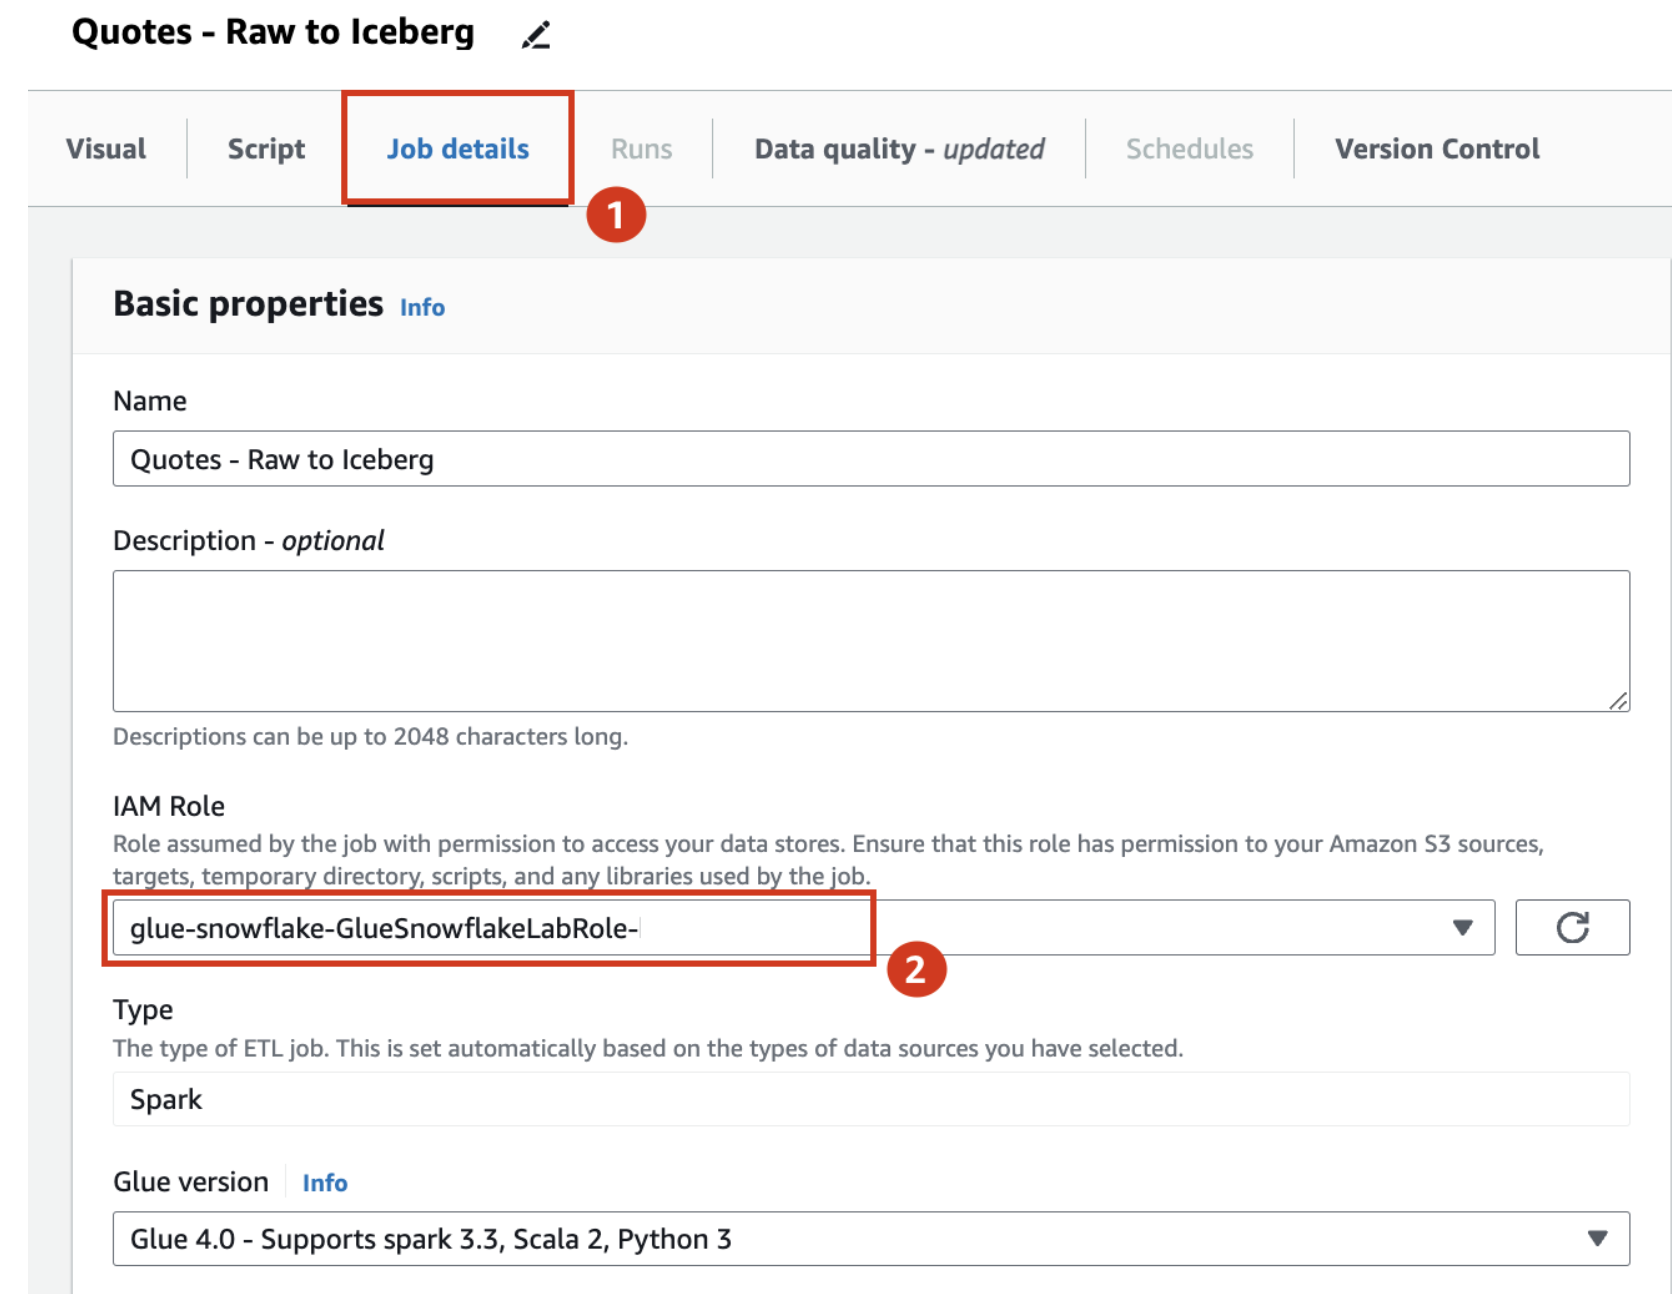 Quotes - Raw to Iceberg
Visual
Script
Job details
Runs
Data quality - updated
Schedules
Version Control
1
Basic properties Info
Name
Quotes - Raw to Iceberg
Description - optional
Descriptions can be up to 2048 characters long.
IAM Role
Role assumed by the job with permission to access your data stores. Ensure that this role has permission to your Amazon S3 sources,
targets, temporary directory, scripts, and any libraries used by the job.
glue-snowflake-GlueSnowflakeLabRole-
2
Type
The type of ETL job. This is set automatically based on the types of data sources you have selected.
Spark
Glue version Info
Glue 4.0 - Supports spark 3.3, Scala 2, Python 3